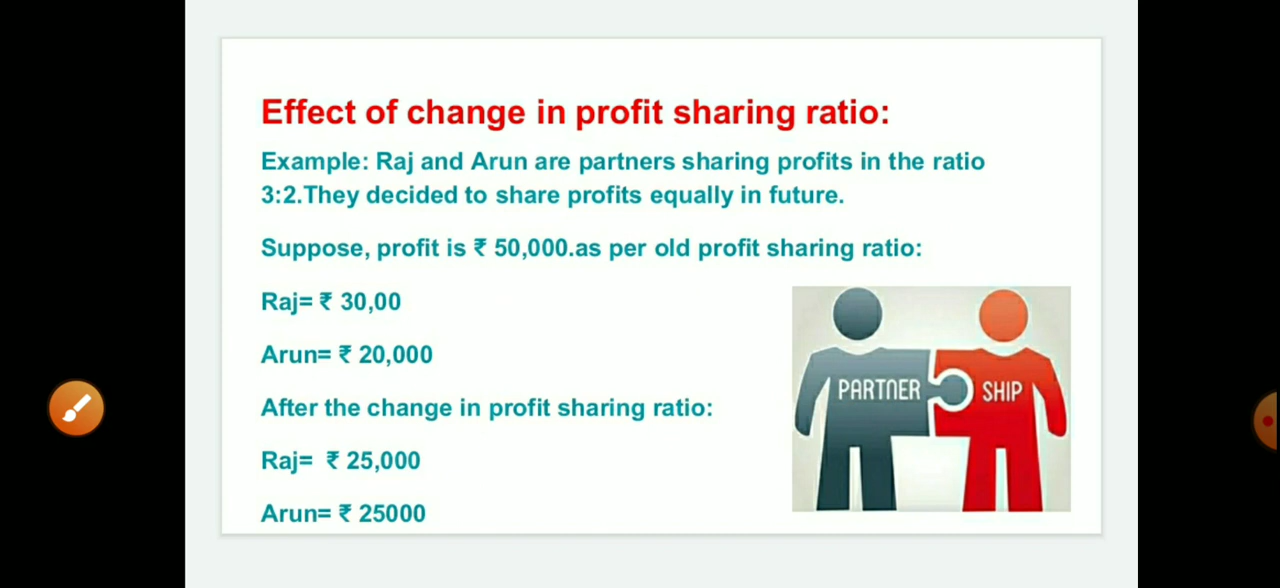 Effect of change in profit sharing ratio:
Example: Raj and Arun are partners sharing profits in the ratio
3:2.They decided to share profits equally in future.
Suppose, profit is ₹ 50,000.as per old profit sharing ratio:
Raj= ₹ 30,00
Arun= ₹ 20,000
After the change in profit sharing ratio:
Raj= ₹ 25,000
Arun= ₹ 25000
PARTNER SHIP